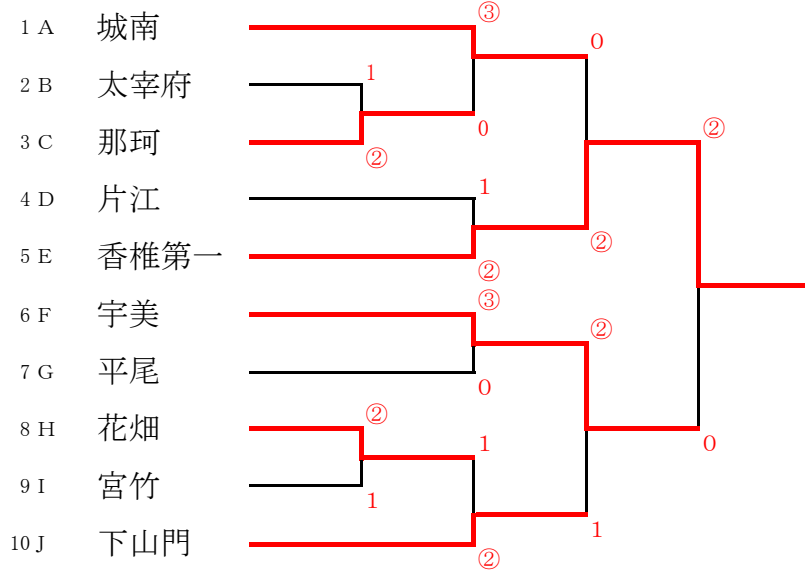 1 A 城南 ③
0
2 B 太宰府 1
②
3 C 那珂 0
②
4 D 片江 1
②
5 E 香椎第一 ②
6 F 宇美 ③
②
7 G 平尾 0
8 H 花畑 ②
1
0
9 I 宮竹 1
1
10 J 下山門 ②